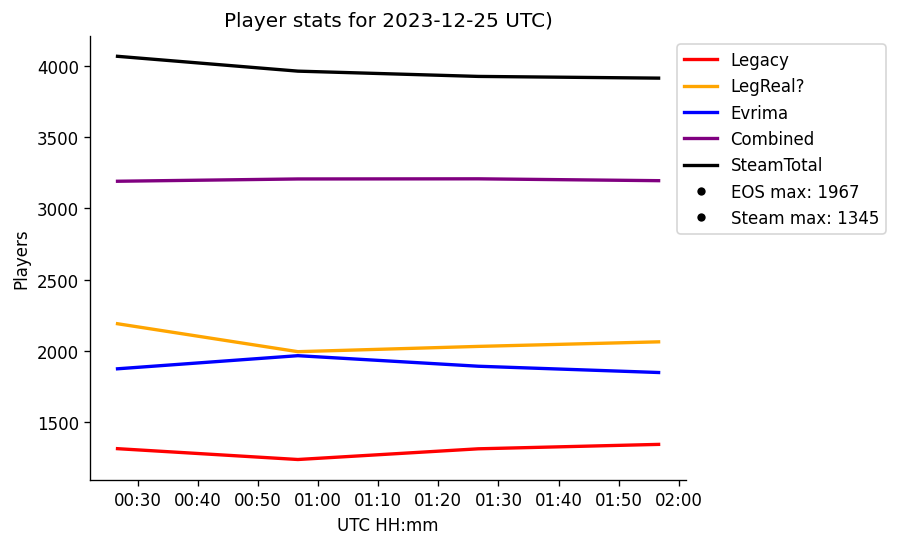 Player stats for 2023-12-25 UTC)
4000
3500
3000
2500
2000
1500
Players
00:30 00:40 00:50 01:00 01:10 01:20 01:30 01:40 01:50 02:00
UTC HH:mm
Legacy
LegReal?
Evrima
Combined
SteamTotal
EOS max: 1967
Steam max: 1345